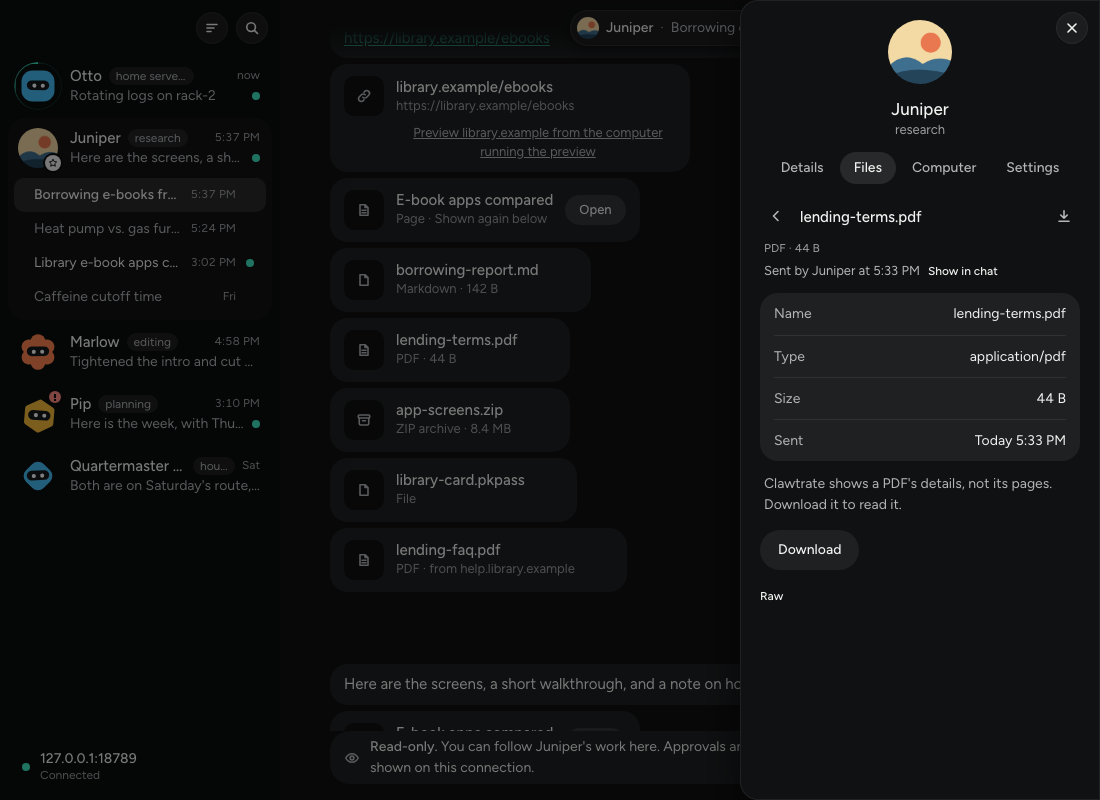 Otto home serve... now
Rotating logs on rack-2
Juniper research 5:37 PM
Here are the screens, a sh...
Borrowing e-books fr... 5:37 PM
Heat pump vs. gas fur... 5:24 PM
Library e-book apps c... 3:02 PM
Caffeine cutoff time Fri
Marlow editing 4:58 PM
Tightened the intro and cut ...
Pip planning 3:10 PM
Here is the week, with Thu...
Quartermaster ... hou... Sat
Both are on Saturday's route,...
127.0.0.1:18789
Connected
Juniper · Borrowing
https://library.example/ebooks
library.example/ebooks
https://library.example/ebooks
Preview library.example from the computer
running the preview
E-book apps compared
Page · Shown again below
Open
borrowing-report.md
Markdown · 142 B
lending-terms.pdf
PDF · 44 B
app-screens.zip
ZIP archive · 8.4 MB
library-card.pkpass
File
lending-faq.pdf
PDF · from help.library.example
Here are the screens, a short walkthrough, and a note on
E-book apps compared
Read-only. You can follow Juniper's work here. Approvals
shown on this connection.
Juniper
research
Details Files Computer Settings
lending-terms.pdf
PDF · 44 B
Sent by Juniper at 5:33 PM Show in chat
Name lending-terms.pdf
Type application/pdf
Size 44 B
Sent Today 5:33 PM
Clawtrate shows a PDF's details, not its pages.
Download it to read it.
Download
Raw